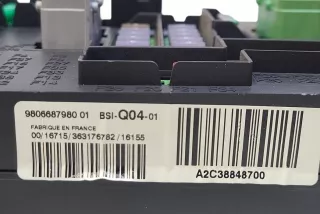 9806687980 01 BSI-Q04-01
FABRIQUE EN FRANCE
00/16715/363176782/16155
A2C38848700